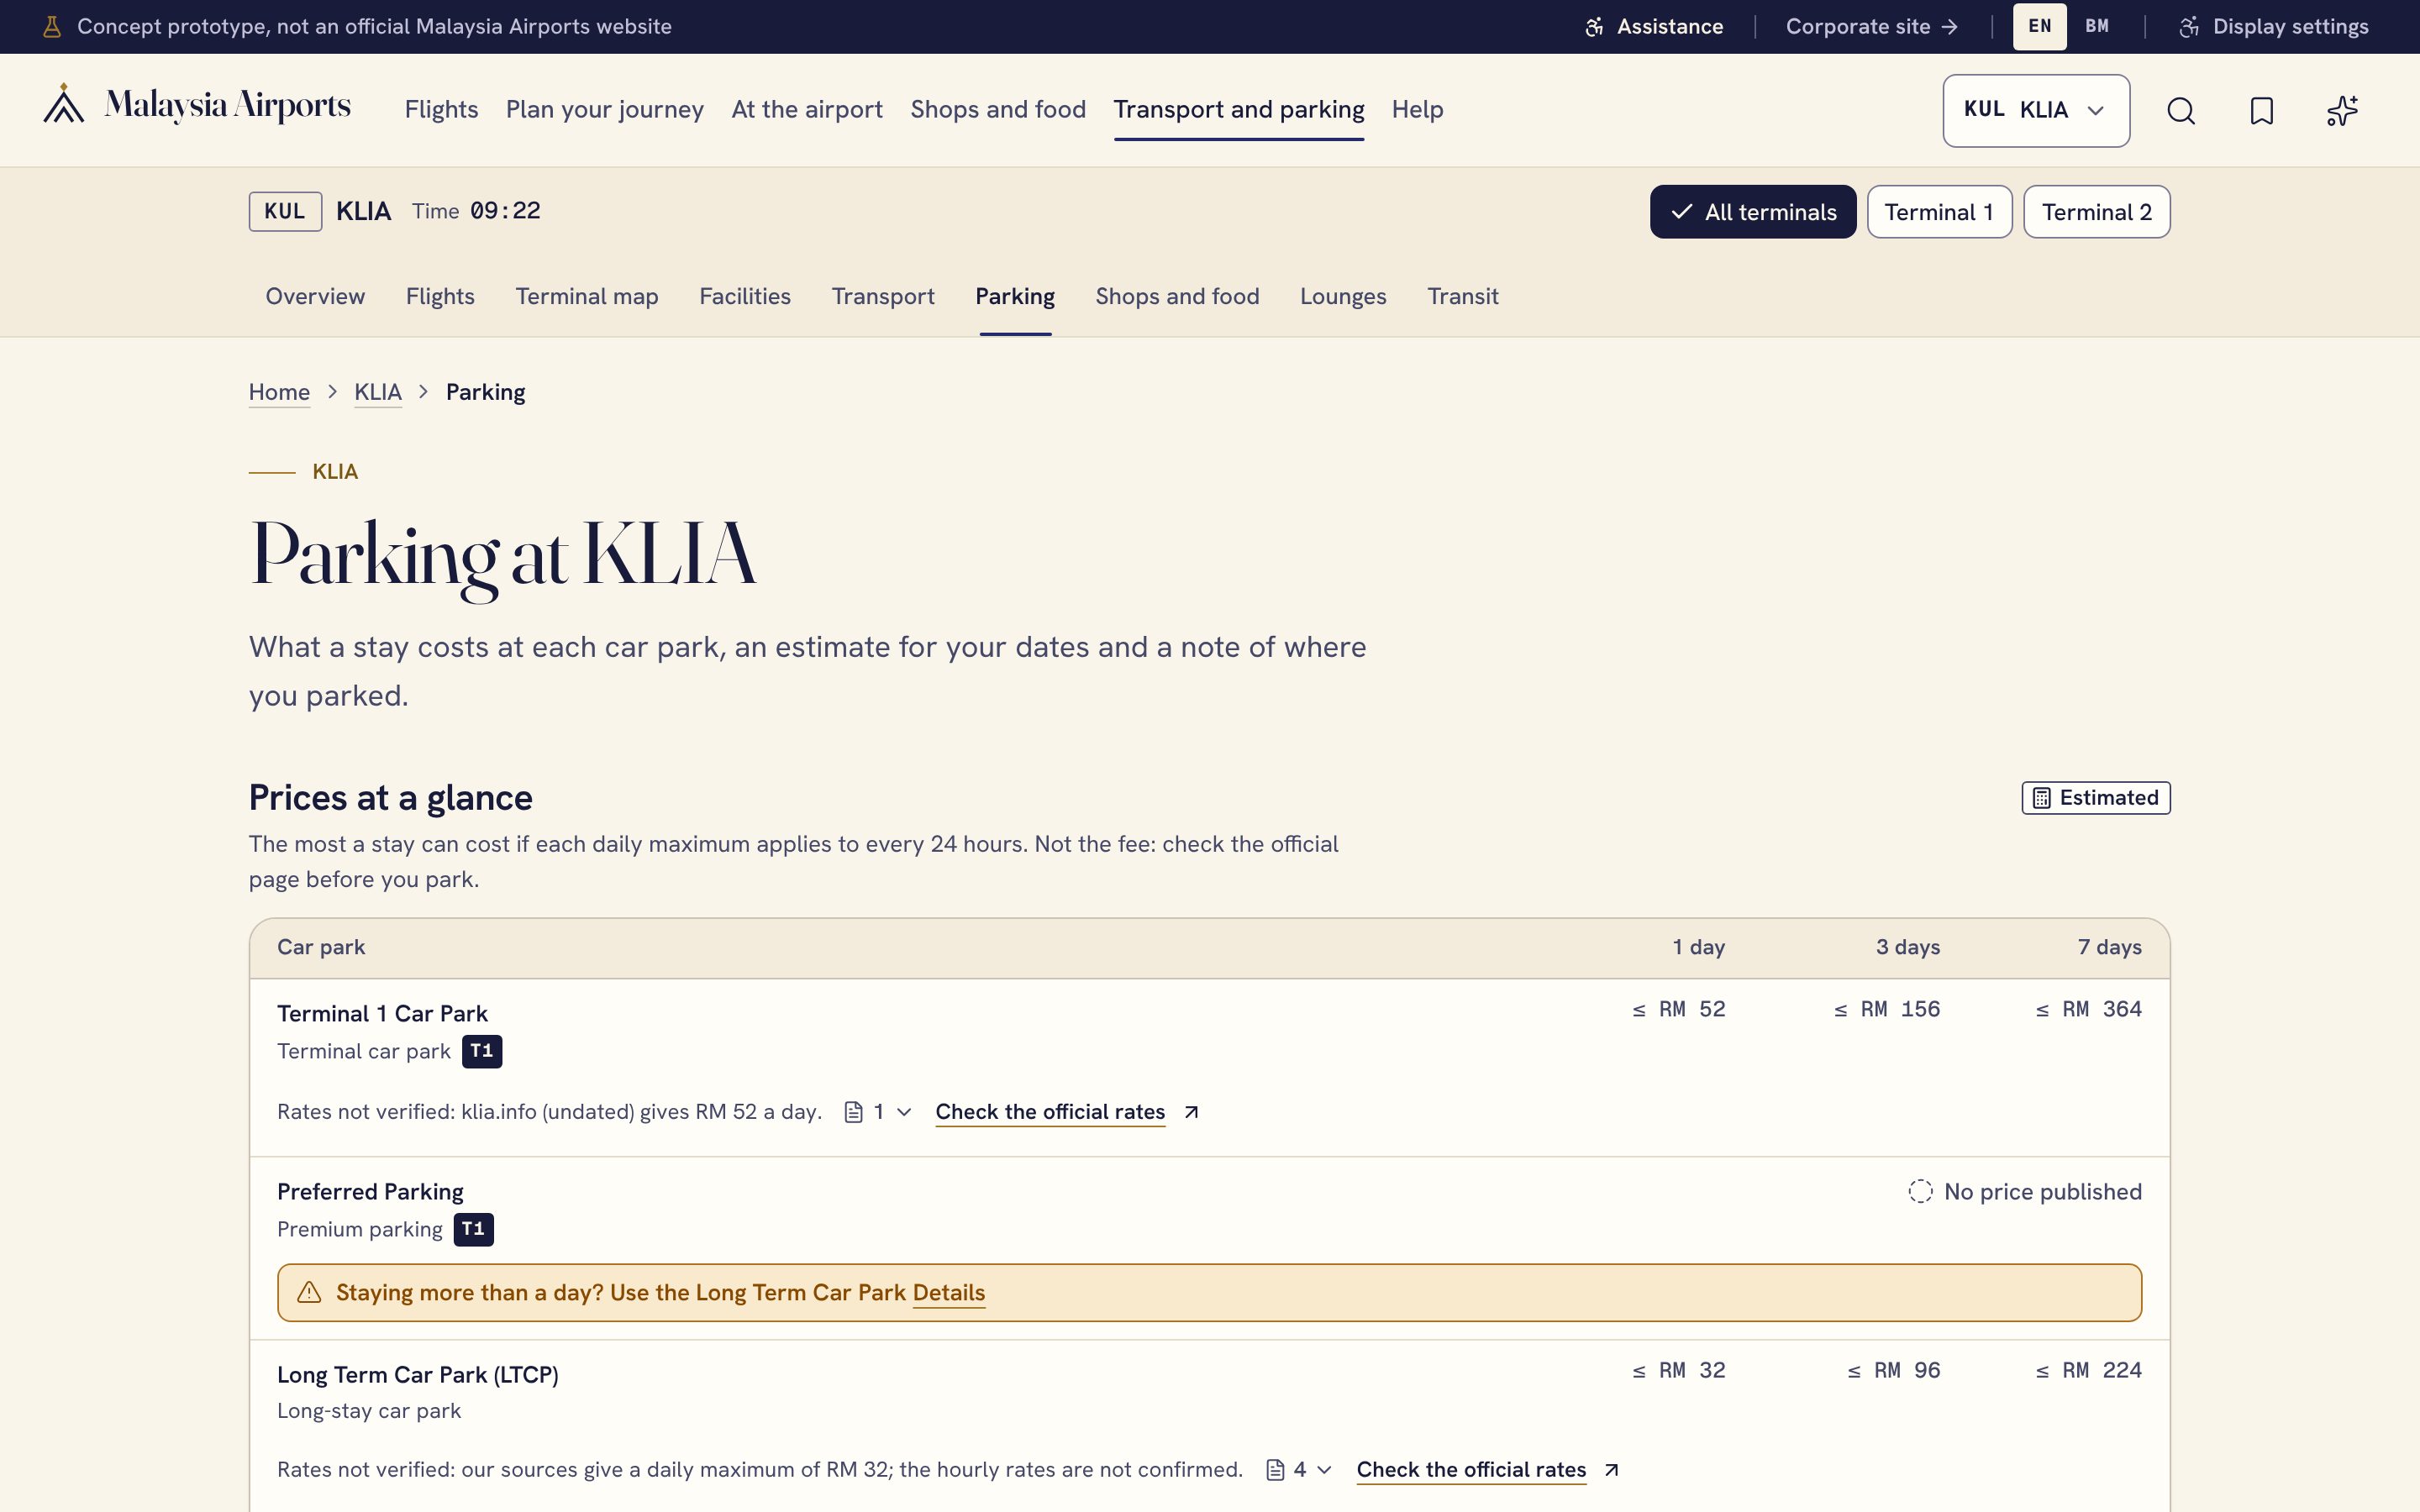 Concept prototype, not an official Malaysia Airports website
Assistance
Corporate site →
EN
BM
Display settings
Malaysia Airports
Flights
Plan your journey
At the airport
Shops and food
Transport and parking
Help
KUL KLIA
KUL KLIA Time 09:22
All terminals
Terminal 1
Terminal 2
Overview
Flights
Terminal map
Facilities
Transport
Parking
Shops and food
Lounges
Transit
Home > KLIA > Parking
KLIA
Parking at KLIA
What a stay costs at each car park, an estimate for your dates and a note of where
you parked.
Prices at a glance
Estimated
The most a stay can cost if each daily maximum applies to every 24 hours. Not the fee: check the official
page before you park.
Car park 1 day 3 days 7 days
Terminal 1 Car Park ≤ RM 52 ≤ RM 156 ≤ RM 364
Terminal car park T1
Rates not verified: klia.info (undated) gives RM 52 a day. 1 Check the official rates
Preferred Parking No price published
Premium parking T1
Staying more than a day? Use the Long Term Car Park Details
Long Term Car Park (LTCP) ≤ RM 32 ≤ RM 96 ≤ RM 224
Long-stay car park
Rates not verified: our sources give a daily maximum of RM 32; the hourly rates are not confirmed. 4 Check the official rates